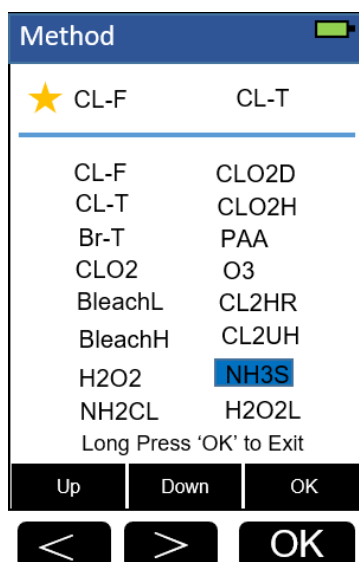 Method
CL-F CL-T
CL-F CLO2D
CL-T CLO2H
Br-T PAA
CLO2 O3
BleachL CL2HR
BleachH CL2UH
H2O2 NH3S
NH2CL H2O2L
Long Press ‘OK’ to Exit
Up Down OK
< > OK